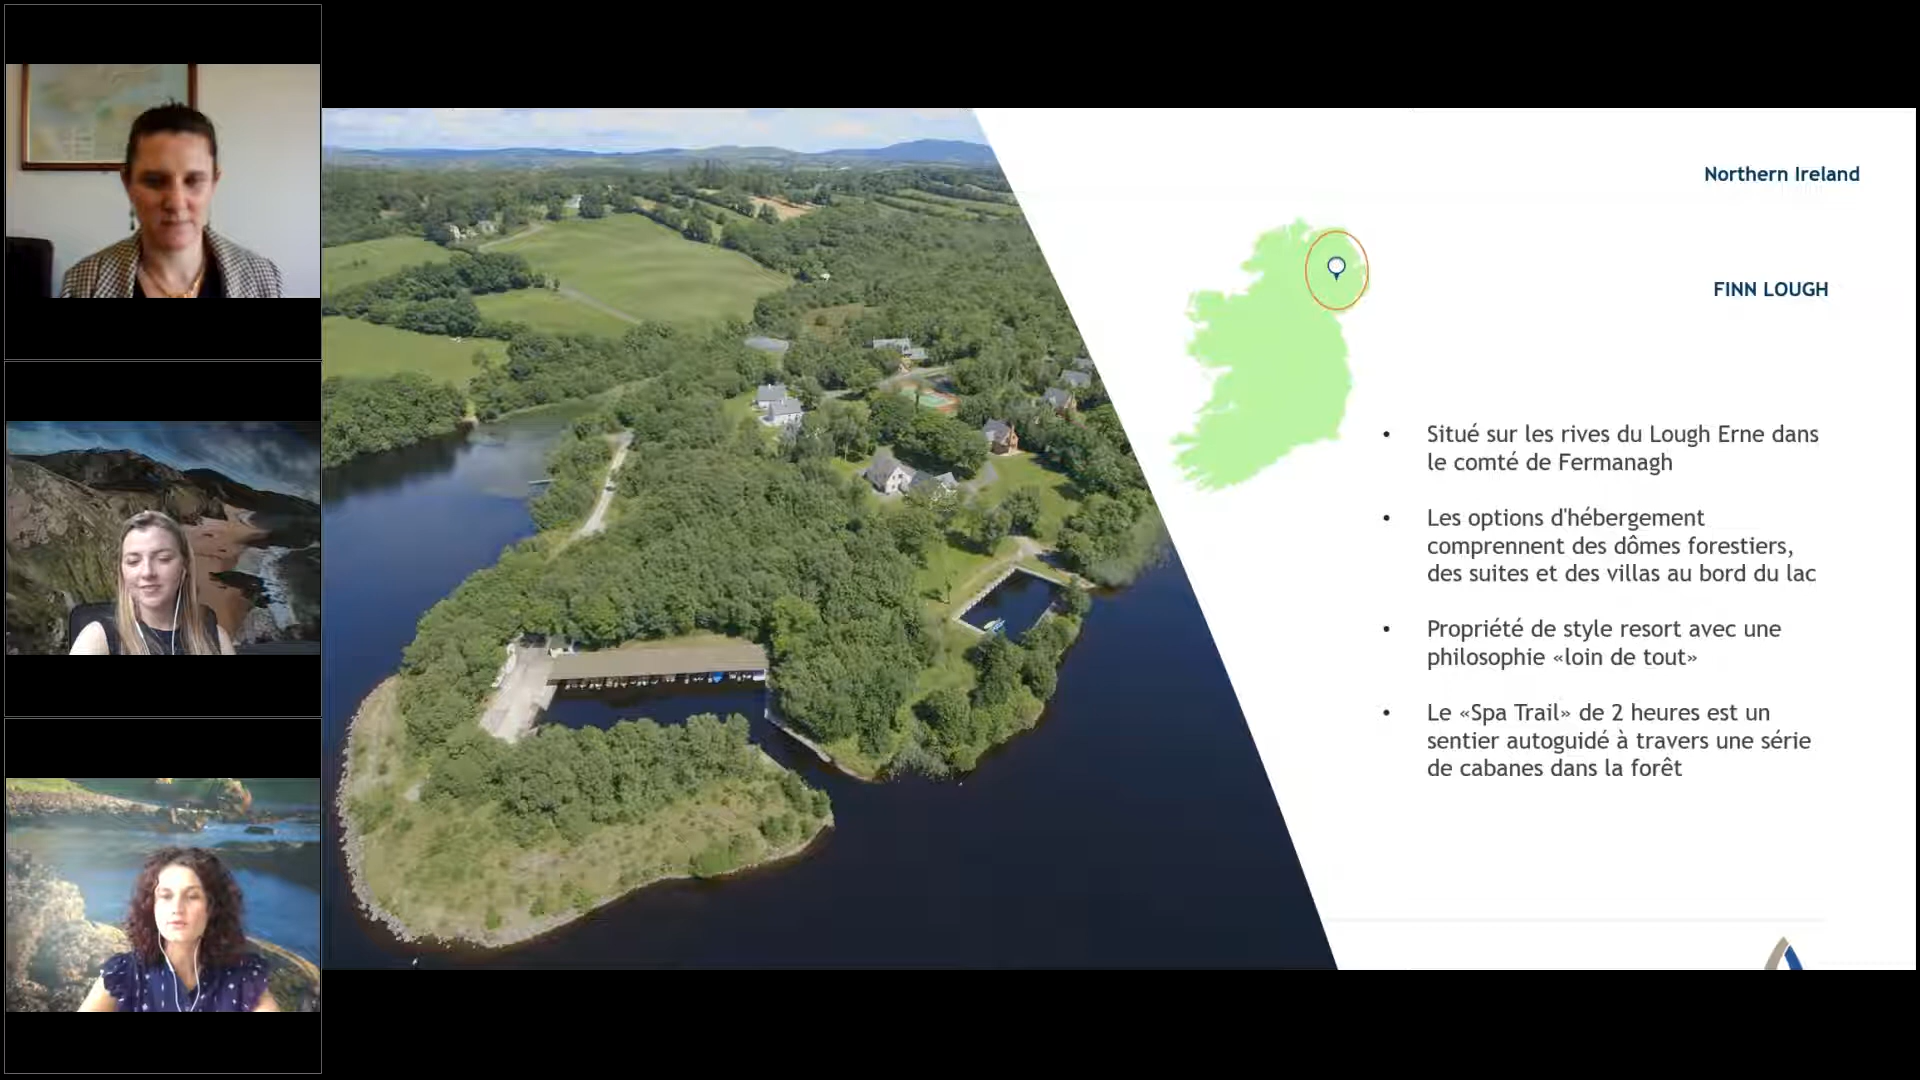 Northern Ireland
FINN LOUGH
• Situé sur les rives du Lough Erne dans
le comté de Fermanagh
• Les options d'hébergement
comprennent des dômes forestiers,
des suites et des villas au bord du lac
• Propriété de style resort avec une
philosophie «loin de tout»
• Le «Spa Trail» de 2 heures est un
sentier autoguidé à travers une série
de cabanes dans la forêt